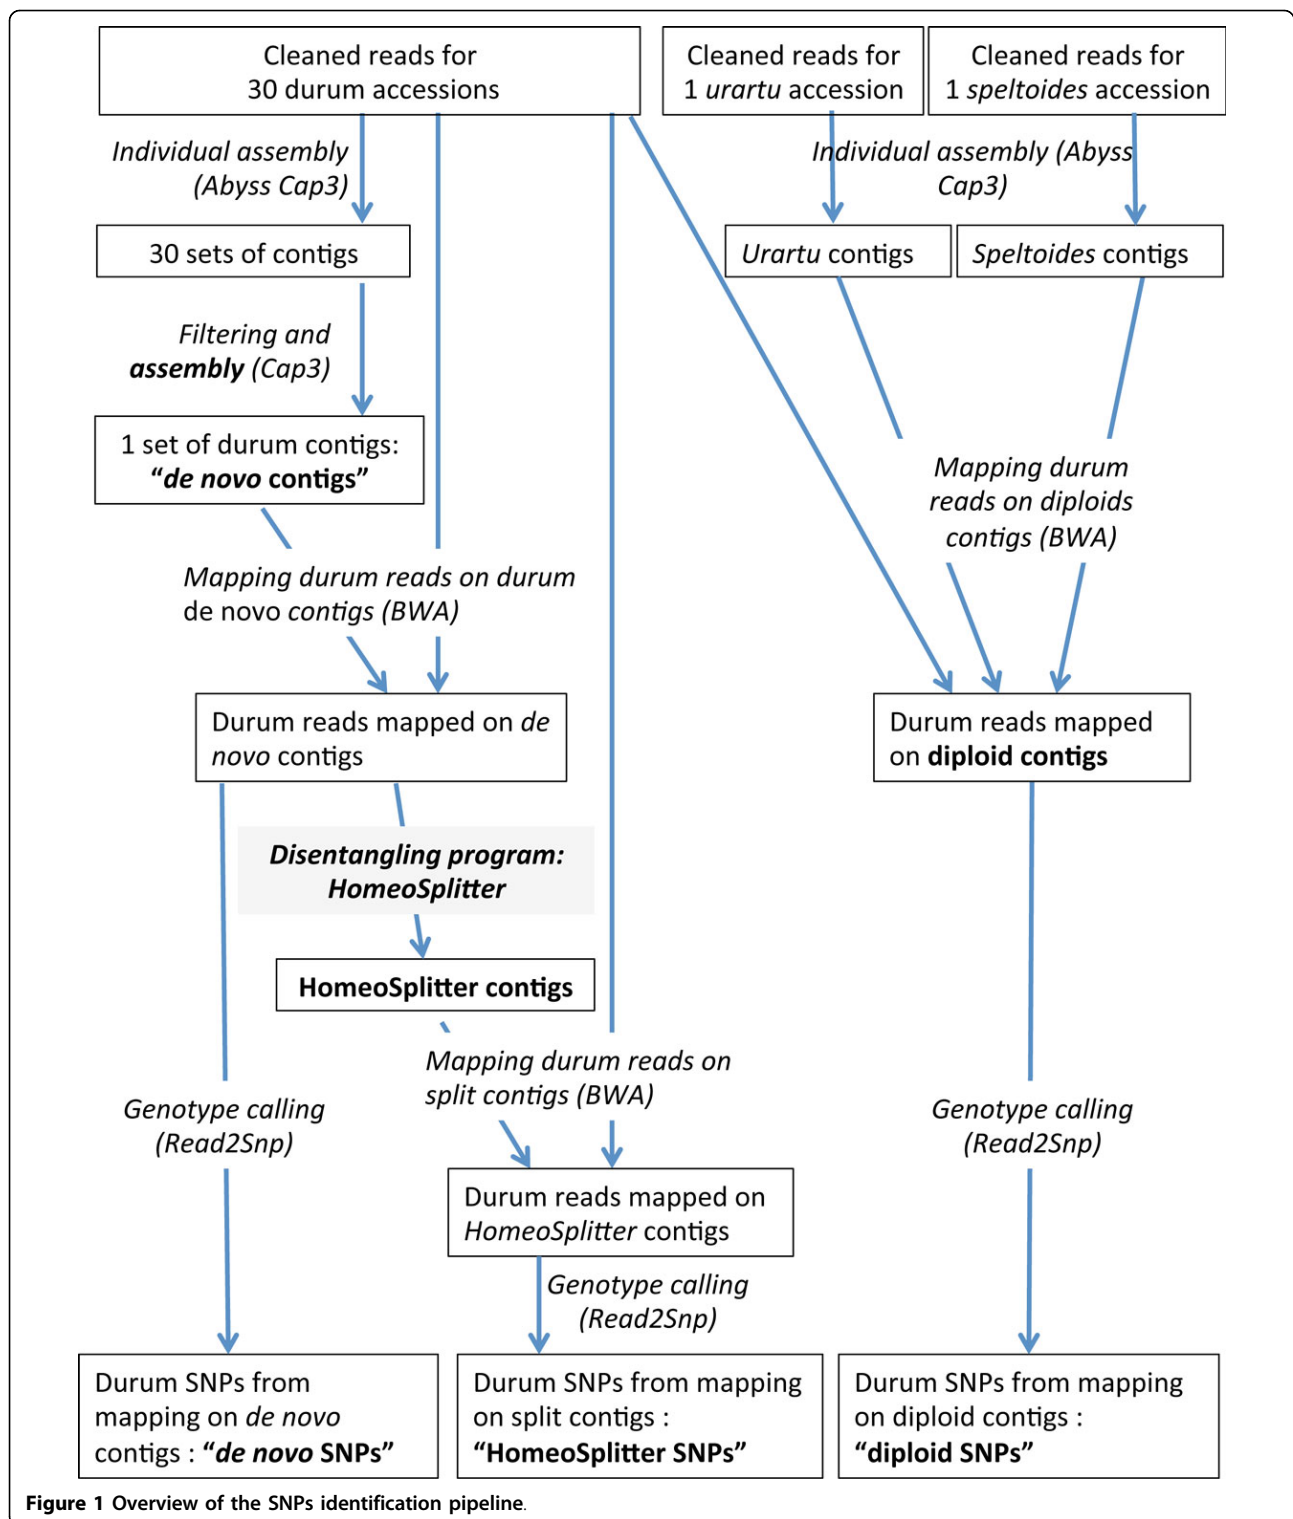 Cleaned reads for
30 durum accessions
Cleaned reads for
1 urartu accession
Cleaned reads for
1 speltoides accession
Individual assembly
(Abyss Cap3)
Individual assembly (Abyss
Cap3)
30 sets of contigs
Urartu contigs
Speltoides contigs
Filtering and
assembly (Cap3)
1 set of durum contigs:
“de novo contigs”
Mapping durum
reads on diploids
contigs (BWA)
Mapping durum reads on durum
de novo contigs (BWA)
Durum reads mapped on de
novo contigs
Durum reads mapped
on diploid contigs
Disentangling program:
HomeoSplitter
HomeoSplitter contigs
Mapping durum reads on
split contigs (BWA)
Genotype calling
(Read2Snp)
Genotype calling
(Read2Snp)
Durum reads mapped on
HomeoSplitter contigs
Genotype calling
(Read2Snp)
Durum SNPs from
mapping on de novo
contigs : “de novo SNPs”
Durum SNPs from mapping
on split contigs :
“HomeoSplitter SNPs”
Durum SNPs from mapping
on diploid contigs :
“diploid SNPs”
Figure 1 Overview of the SNPs identification pipeline.